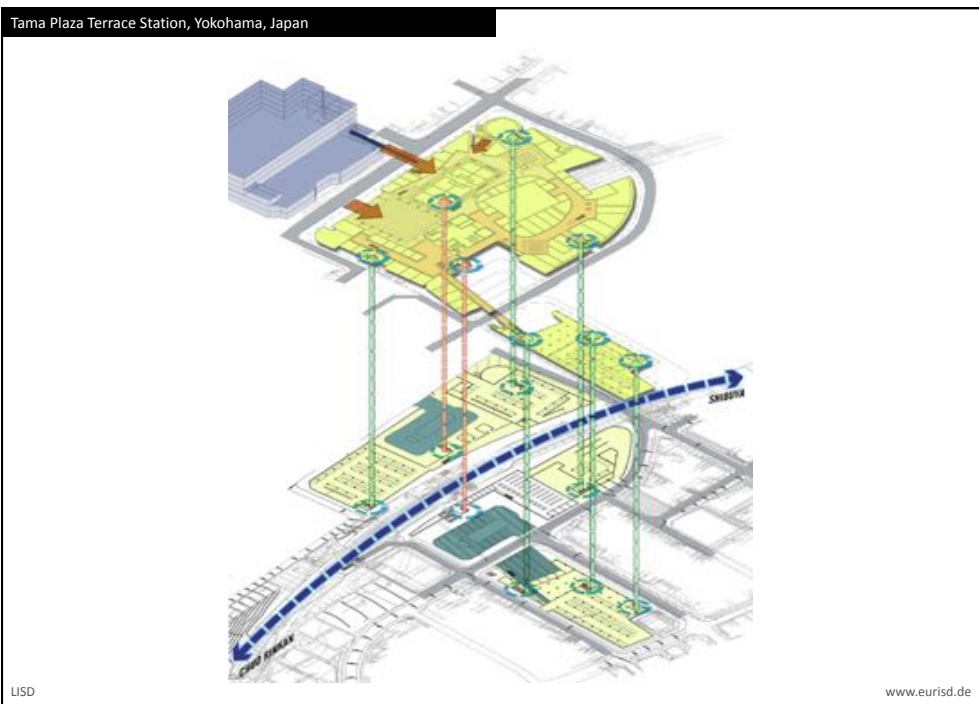 Tama Plaza Terrace Station, Yokohama, Japan
SHIBUYA
CHUO RINKAN
LISD
www.eurisd.de